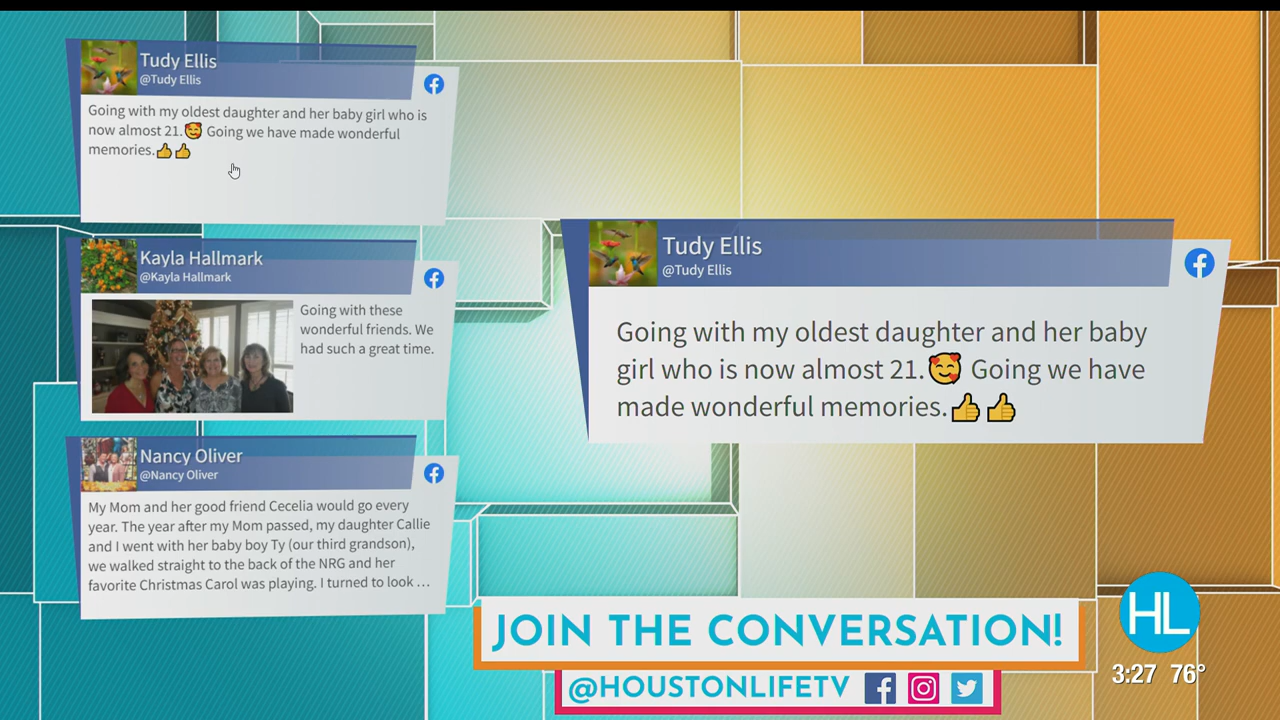 Tudy Ellis
@Tudy Ellis
Going with my oldest daughter and her baby girl who is
now almost 21.🥰 Going we have made wonderful
memories.👍👍
Kayla Hallmark
@Kayla Hallmark
Going with these
wonderful friends. We
had such a great time.
Nancy Oliver
@Nancy Oliver
My Mom and her good friend Cecelia would go every
year. The year after my Mom passed, my daughter Callie
and I went with her baby boy Ty (our third grandson),
we walked straight to the back of the NRG and her
favorite Christmas Carol was playing. I turned to look …
Tudy Ellis
@Tudy Ellis
Going with my oldest daughter and her baby
girl who is now almost 21.🥰 Going we have
made wonderful memories.👍👍
JOIN THE CONVERSATION!
@HOUSTONLIFETV
HL
3:27 76°